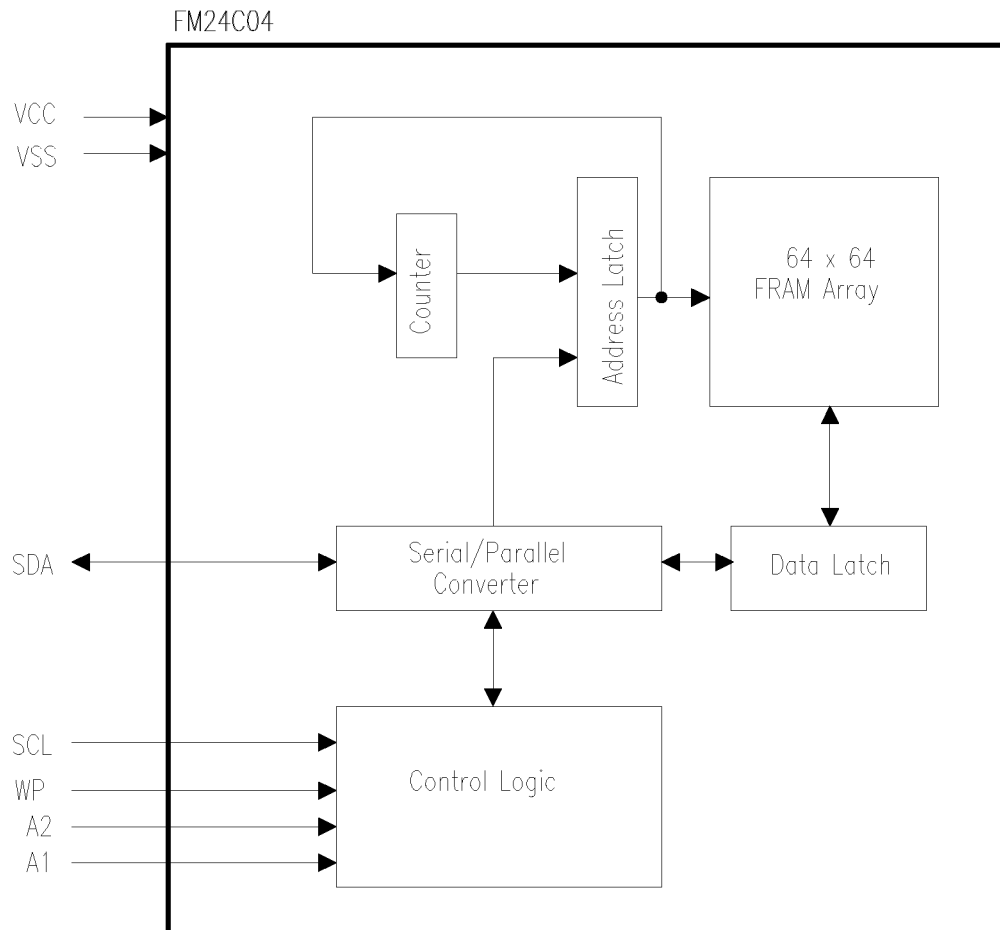 FM24C04
VCC
VSS
Counter
Address Latch
64 x 64
FRAM Array
SDA
Serial/Parallel
Converter
Data Latch
SCL
WP
A2
A1
Control Logic